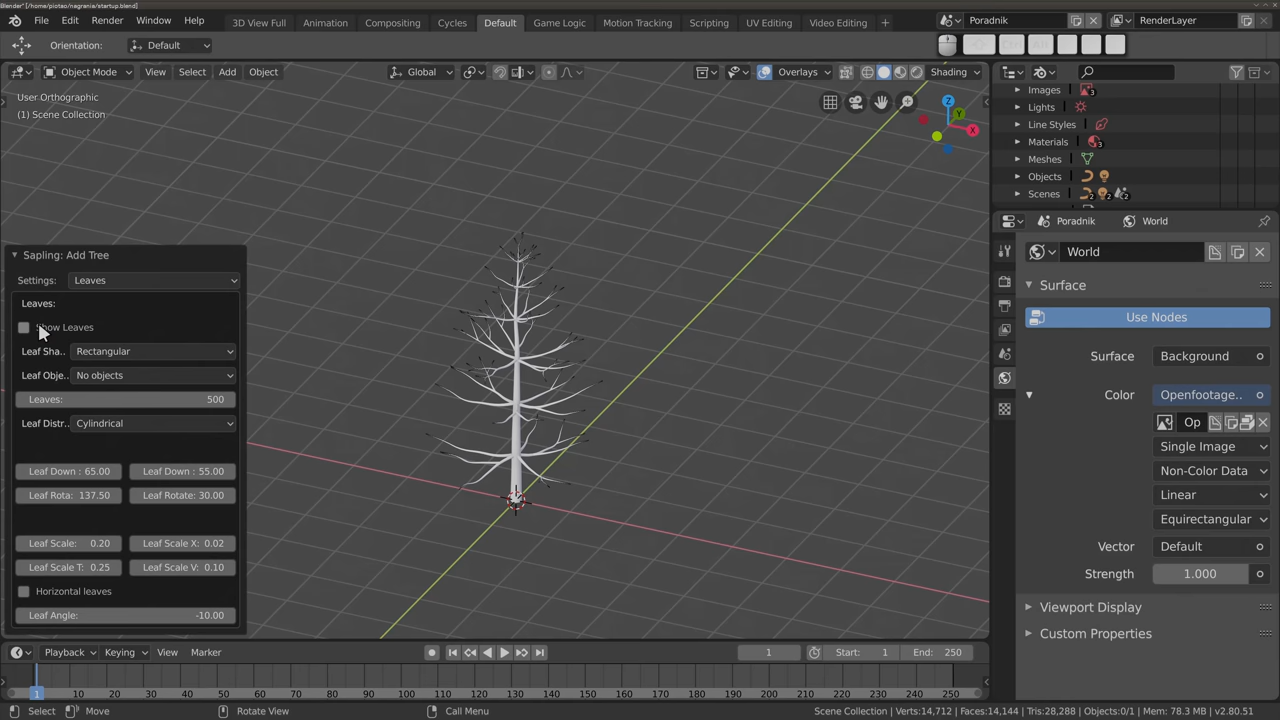 Blender* [/home/piotao/nagrania/startup.blend]
File Edit Render Window Help 3D View Full Animation Compositing Cycles Default Game Logic Motion Tracking Scripting UV Editing Video Editing + Poradnik RenderLayer
Orientation: Default
Object Mode View Select Add Object Global Overlays Shading
User Orthographic
(1) Scene Collection
Z
Y
X
Images 3
Lights
Line Styles
Materials 3
Meshes
Objects
Scenes 2 2 2
Poradnik World
World
Surface
Use Nodes
Surface Background
Color Openfootage..
Op
Single Image
Non-Color Data
Linear
Equirectangular
Vector Default
Strength 1.000
Viewport Display
Custom Properties
Sapling: Add Tree
Settings: Leaves
Leaves:
Show Leaves
Leaf Sha.. Rectangular
Leaf Obje.. No objects
Leaves: 500
Leaf Distr.. Cylindrical
Leaf Down : 65.00 Leaf Down : 55.00
Leaf Rota: 137.50 Leaf Rotate: 30.00
Leaf Scale: 0.20 Leaf Scale X: 0.02
Leaf Scale T: 0.25 Leaf Scale V: 0.10
Horizontal leaves
Leaf Angle: -10.00
Playback Keying View Marker 1 Start: 1 End: 250
1 10 20 30 40 50 60 70 80 90 100 110 120 130 140 150 160 170 180 190 200 210 220 230 240 250
Select Move Rotate View Call Menu Scene Collection | Verts:14,712 | Faces:14,144 | Tris:28,288 | Objects:0/1 | Mem: 78.3 MB | v2.80.51